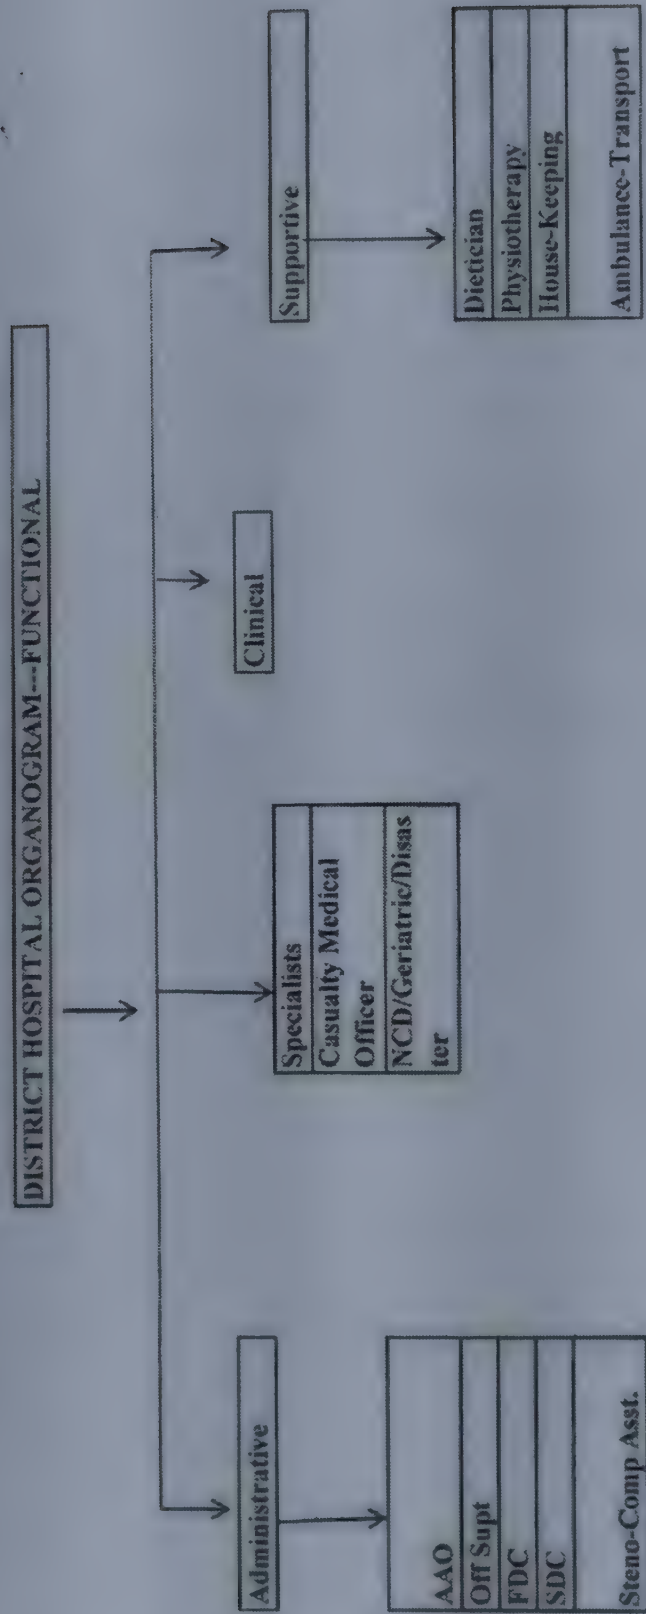 DISTRICT HOSPITAL ORGANOGRAM---FUNCTIONAL
Administrative
AAO
Off Supt
FDC
SDC
Steno-Comp Asst.
Specialists
Casualty Medical
Officer
NCD/Geriatric/Disas
ter
Clinical
Supportive
Dietician
Physiotherapy
House-Keeping
Ambulance-Transport